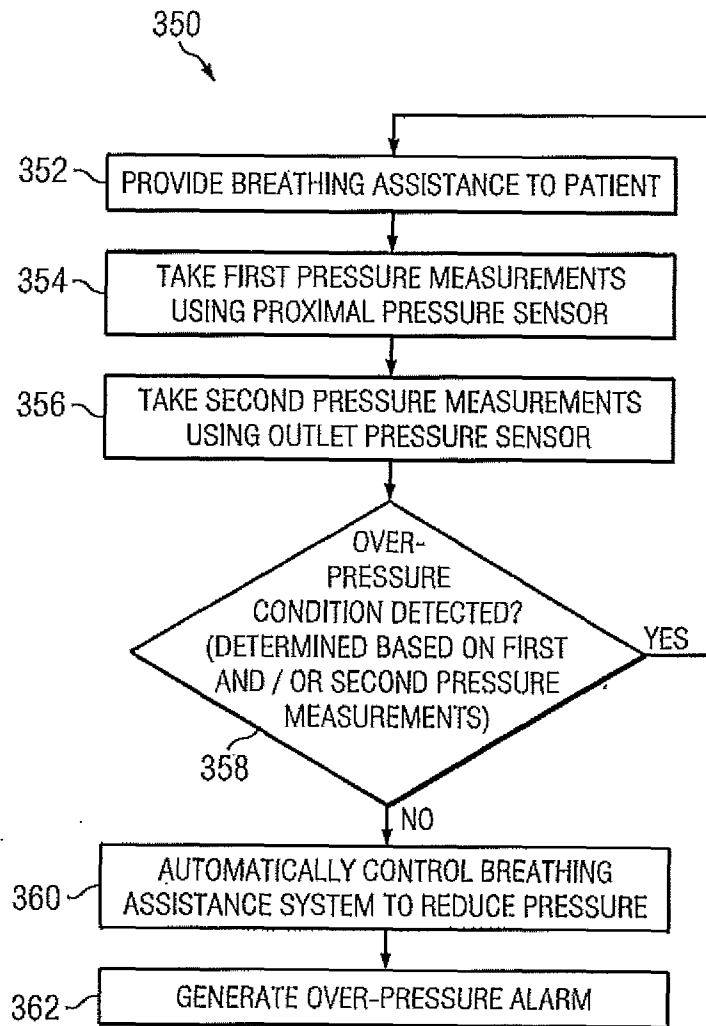 350
352
PROVIDE BREATHING ASSISTANCE TO PATIENT
354
TAKE FIRST PRESSURE MEASUREMENTS
USING PROXIMAL PRESSURE SENSOR
356
TAKE SECOND PRESSURE MEASUREMENTS
USING OUTLET PRESSURE SENSOR
OVER-
PRESSURE
CONDITION DETECTED?
(DETERMINED BASED ON FIRST
AND / OR SECOND PRESSURE
MEASUREMENTS)
YES
358
NO
360
AUTOMATICALLY CONTROL BREATHING
ASSISTANCE SYSTEM TO REDUCE PRESSURE
362
GENERATE OVER-PRESSURE ALARM